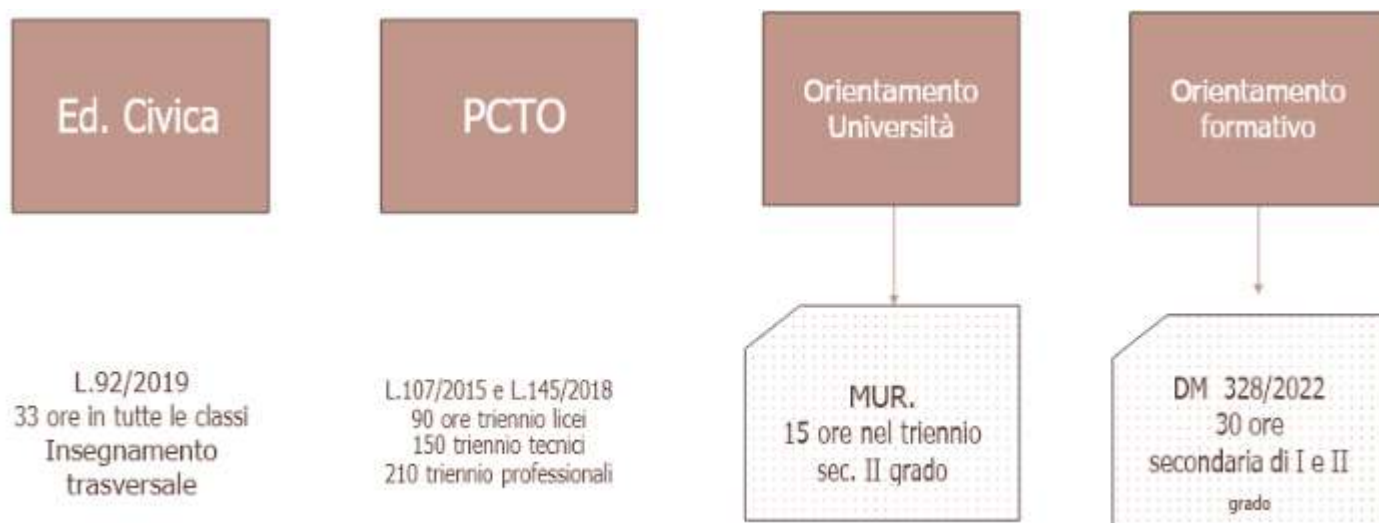 Ed. Civica
PCTO
Orientamento
Università
Orientamento
formativo
L.92/2019
33 ore in tutte le classi
Insegnamento
trasversale
L.107/2015 e L.145/2018
90 ore triennio licei
150 triennio tecnici
210 triennio professionali
MUR.
15 ore nel triennio
sec. II grado
DM 328/2022
30 ore
secondaria di I e II
grado